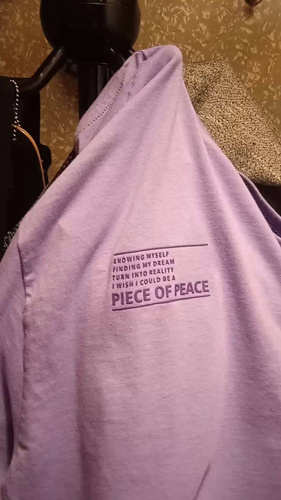 KNOWING MYSELF
FINDING MY DREAM
TURN INTO REALITY
I WISH I COULD BE A
PIECE OF PEACE